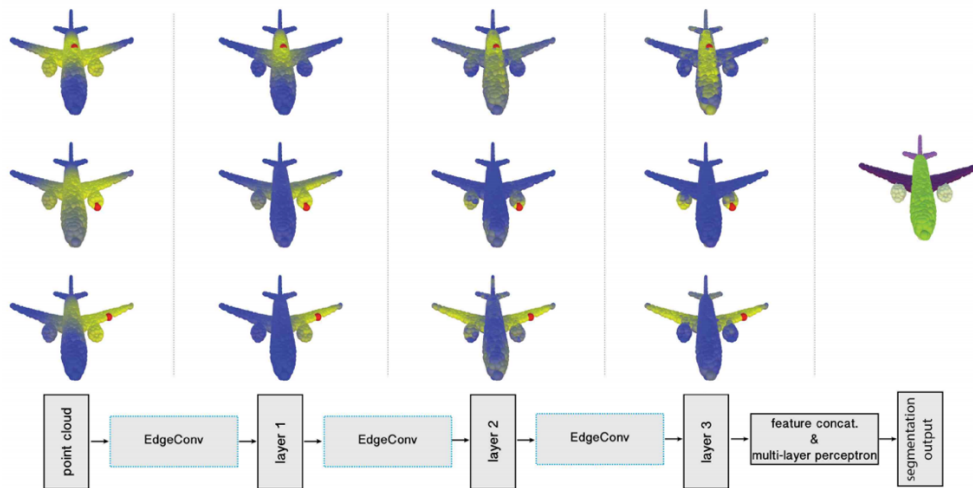 point cloud
EdgeConv
layer 1
EdgeConv
layer 2
EdgeConv
layer 3
feature concat.
&
multi-layer perceptron
segmentation
output